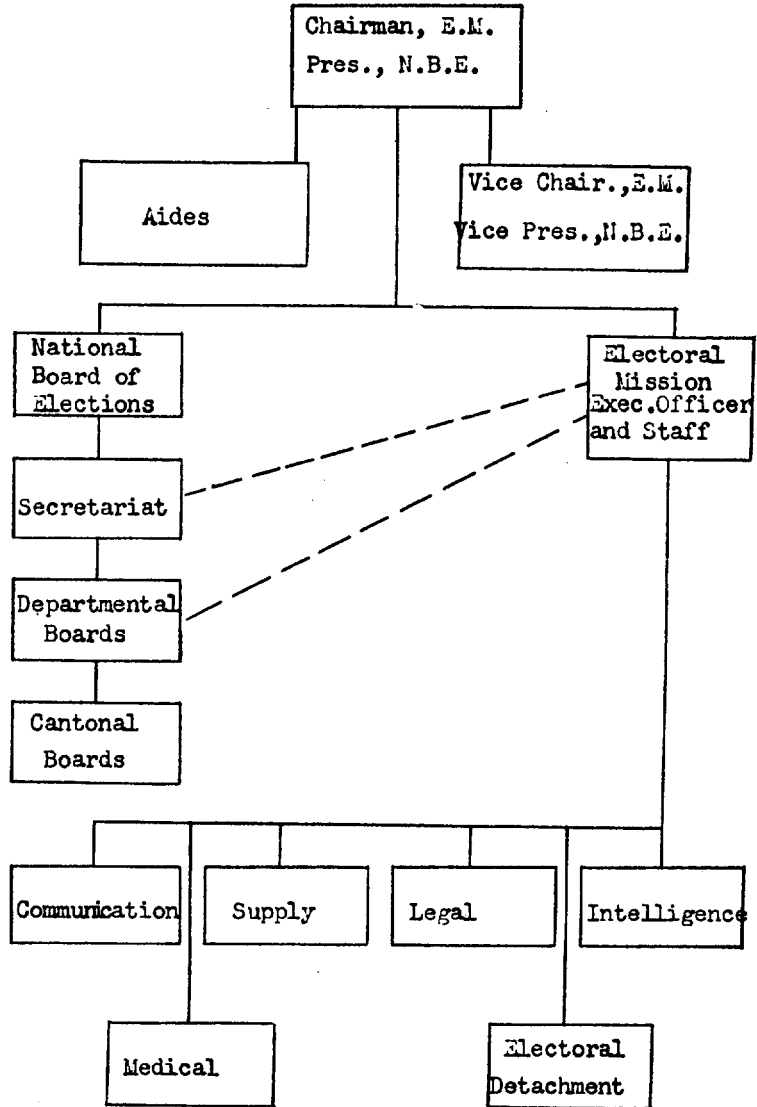 Chairman, E.M.
Pres., N.B.E.
Aides
Vice Chair.,E.M.
Vice Pres.,N.B.E.
National
Board of
Elections
Electoral
Mission
Exec.Officer
and Staff
Secretariat
Departmental
Boards
Cantonal
Boards
Communication
Supply
Legal
Intelligence
Medical
Electoral
Detachment